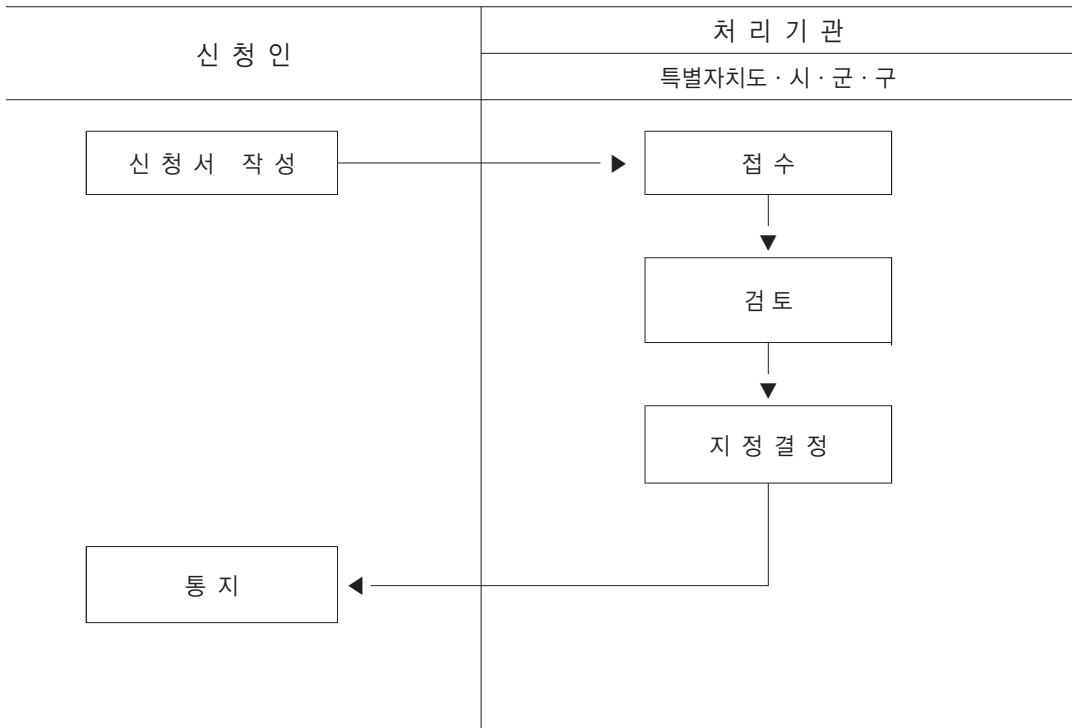 신 청 인
처 리 기 관
특별자치도 · 시 · 군 · 구
신 청 서 작 성
접 수
검 토
지 정 결 정
통 지